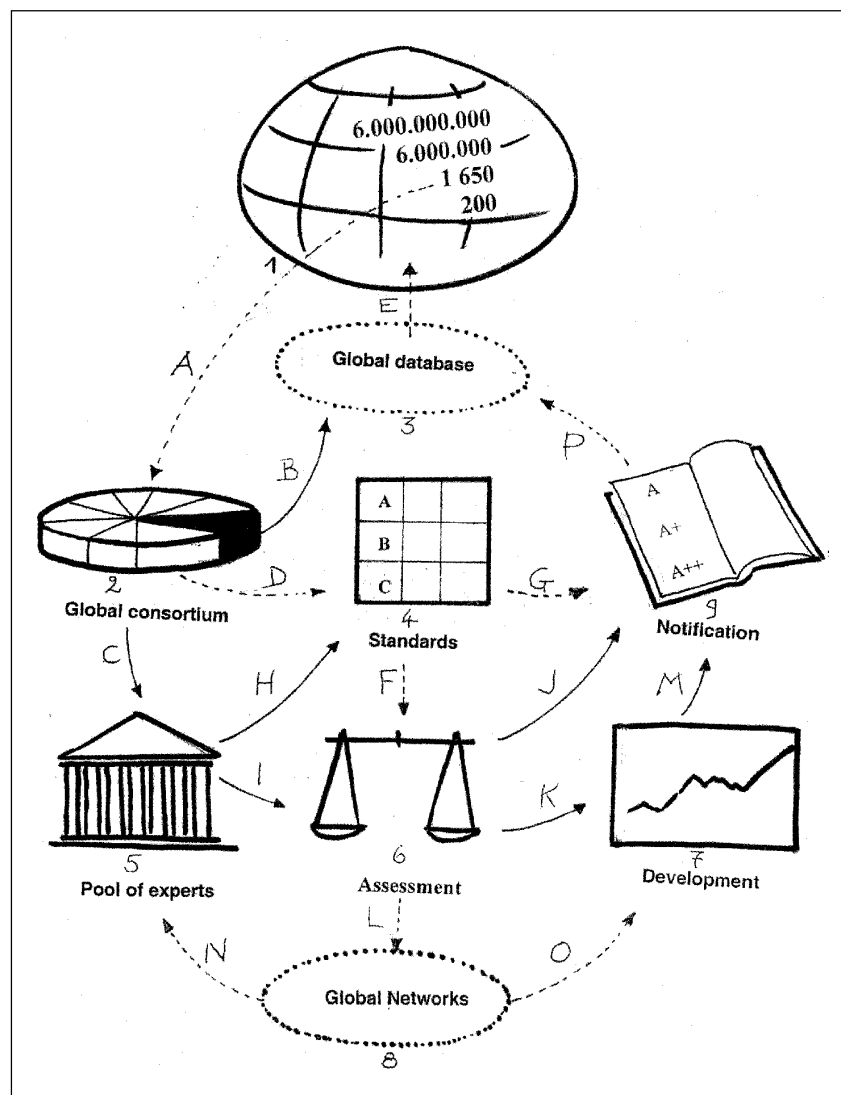 6.000.000.000
6.000.000
1 650
200
1
E
A
Global database
3
B
P
A
B
C
A
A+
A++
D
G
2
Global consortium
4
Standards
9
Notification
C
H
F
J
M
I
K
5
Pool of experts
6
Assessment
7
Development
L
N
O
Global Networks
8